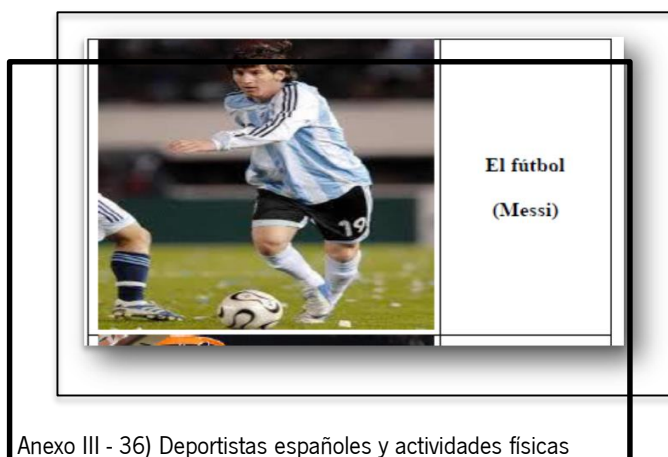 El fútbol
(Messi)
19
Anexo III - 36) Deportistas españoles y actividades físicas